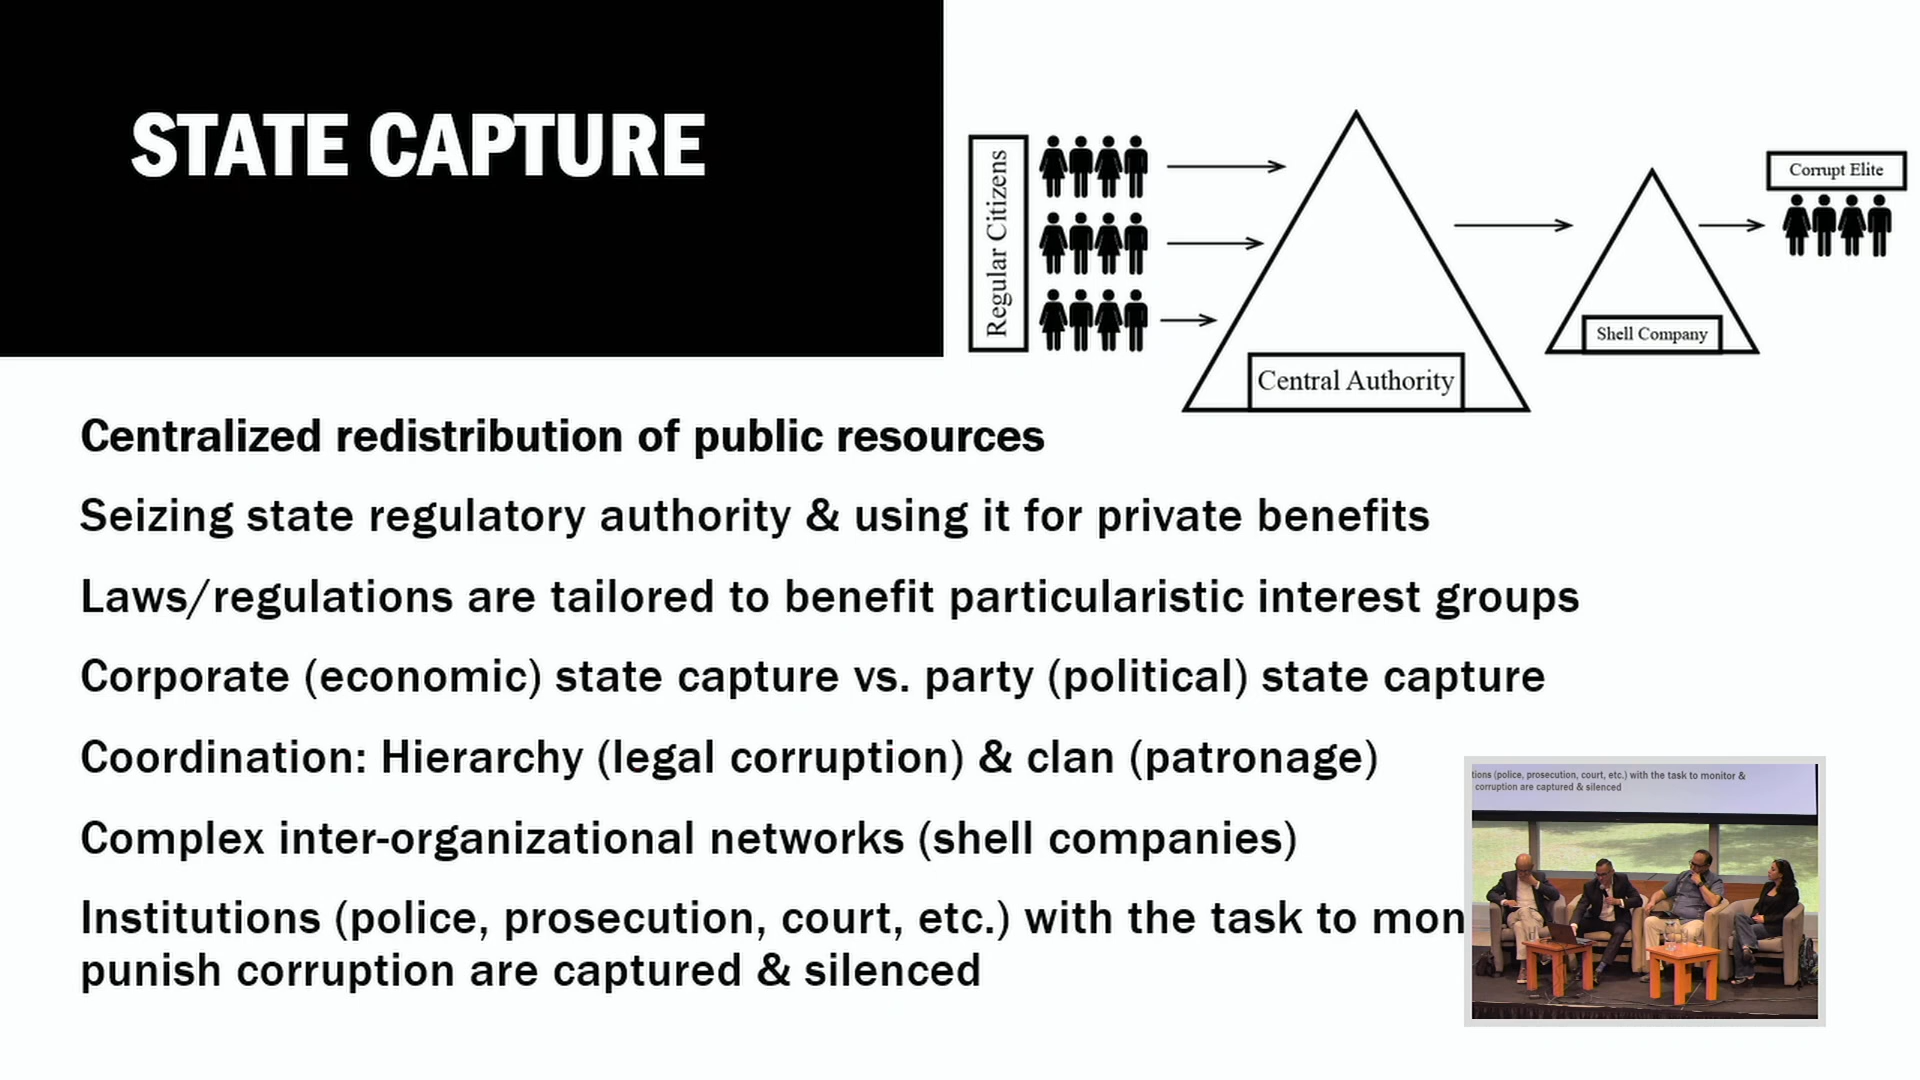 STATE CAPTURE
Regular Citizens
Central Authority
Shell Company
Corrupt Elite
Centralized redistribution of public resources
Seizing state regulatory authority & using it for private benefits
Laws/regulations are tailored to benefit particularistic interest groups
Corporate (economic) state capture vs. party (political) state capture
Coordination: Hierarchy (legal corruption) & clan (patronage)
Complex inter-organizational networks (shell companies)
Institutions (police, prosecution, court, etc.) with the task to mon
punish corruption are captured & silenced
tions (police, prosecution, court, etc.) with the task to monitor &
corruption are captured & silenced